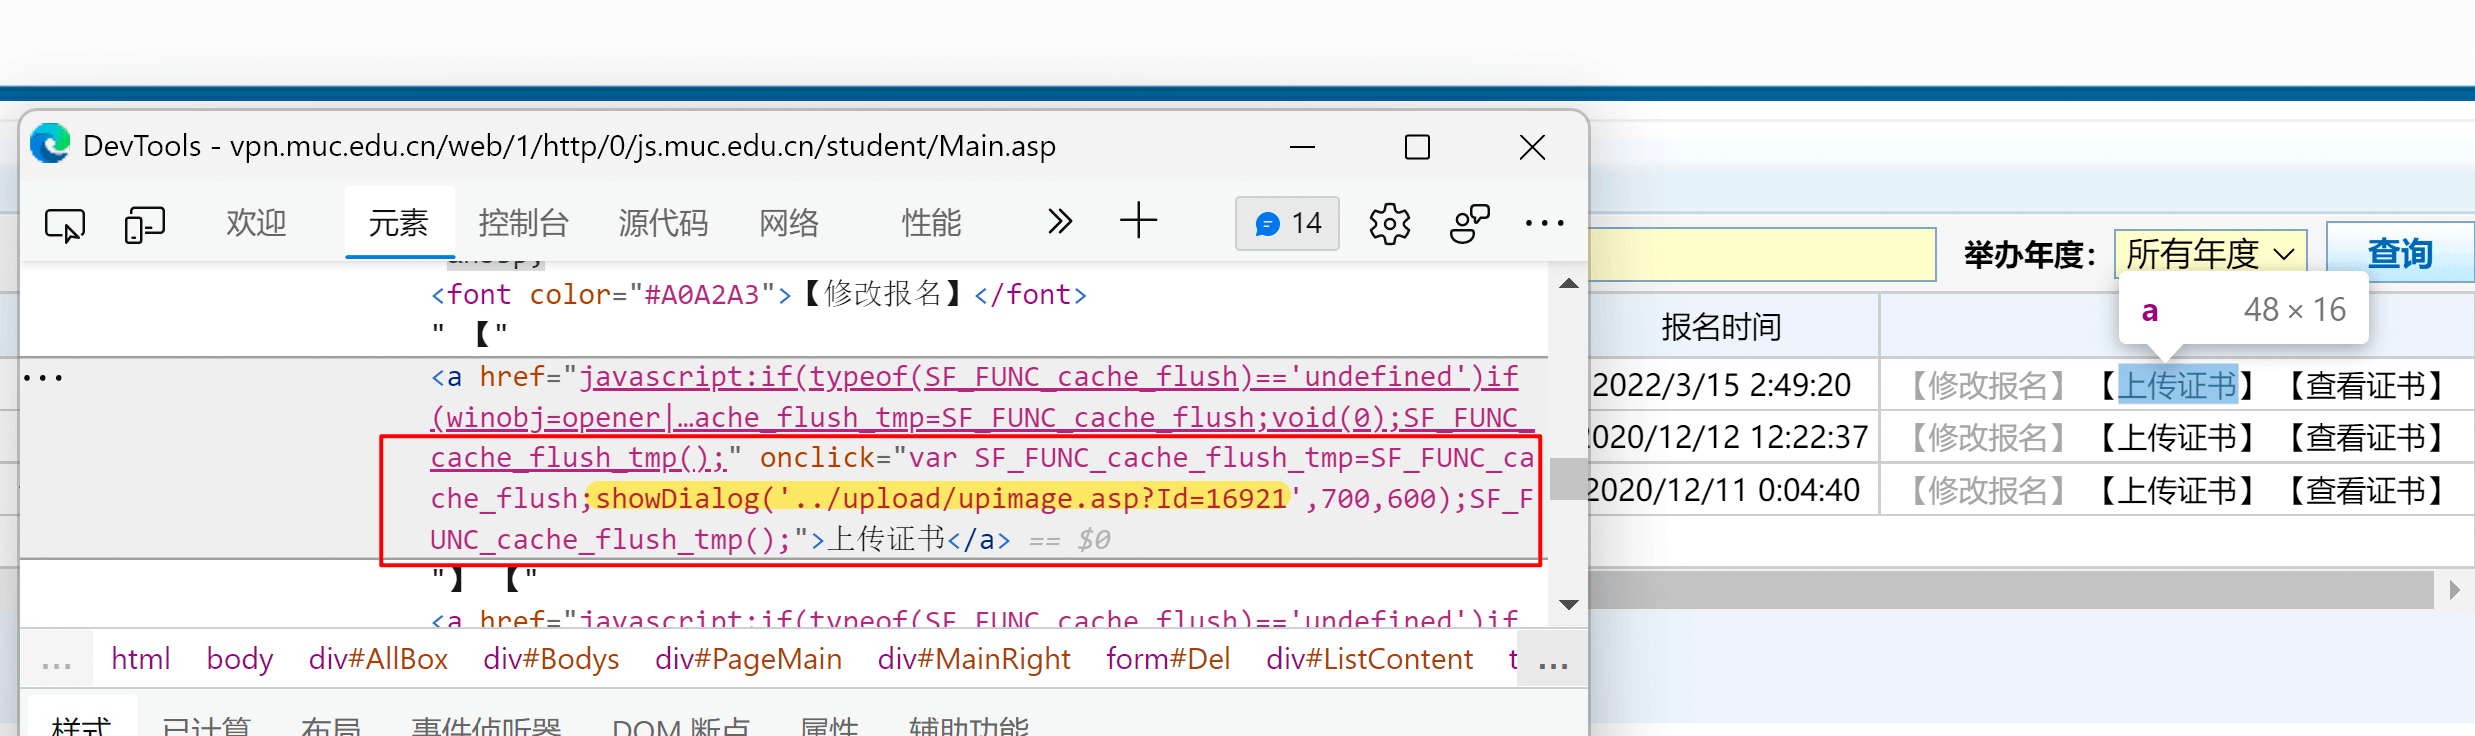 DevTools - vpn.muc.edu.cn/web/1/http/0/js.muc.edu.cn/student/Main.asp
欢迎 元素 控制台 源代码 网络 性能 14
<font color="#A0A2A3">【修改报名】</font>
" 【"
<a href="javascript:if(typeof(SF_FUNC_cache_flush)=='undefined')if
(winobj=opener|…ache_flush_tmp=SF_FUNC_cache_flush;void(0);SF_FUNC_
cache_flush_tmp();" onclick="var SF_FUNC_cache_flush_tmp=SF_FUNC_ca
che_flush;showDialog('../upload/upimage.asp?Id=16921',700,600);SF_F
UNC_cache_flush_tmp();">上传证书</a> == $0
"】 【"
<a href="javascript:if(typeof(SF_FUNC_cache_flush)=='undefined')if
... html body div#AllBox div#Bodys div#PageMain div#MainRight form#Del div#ListContent t ...
样式 已计算 布局 事件侦听器 DOM 断点 属性 辅助功能
举办年度： 所有年度 查询
a 48 × 16
报名时间
2022/3/15 2:49:20 【修改报名】 【上传证书】 【查看证书】
020/12/12 12:22:37 【修改报名】 【上传证书】 【查看证书】
2020/12/11 0:04:40 【修改报名】 【上传证书】 【查看证书】